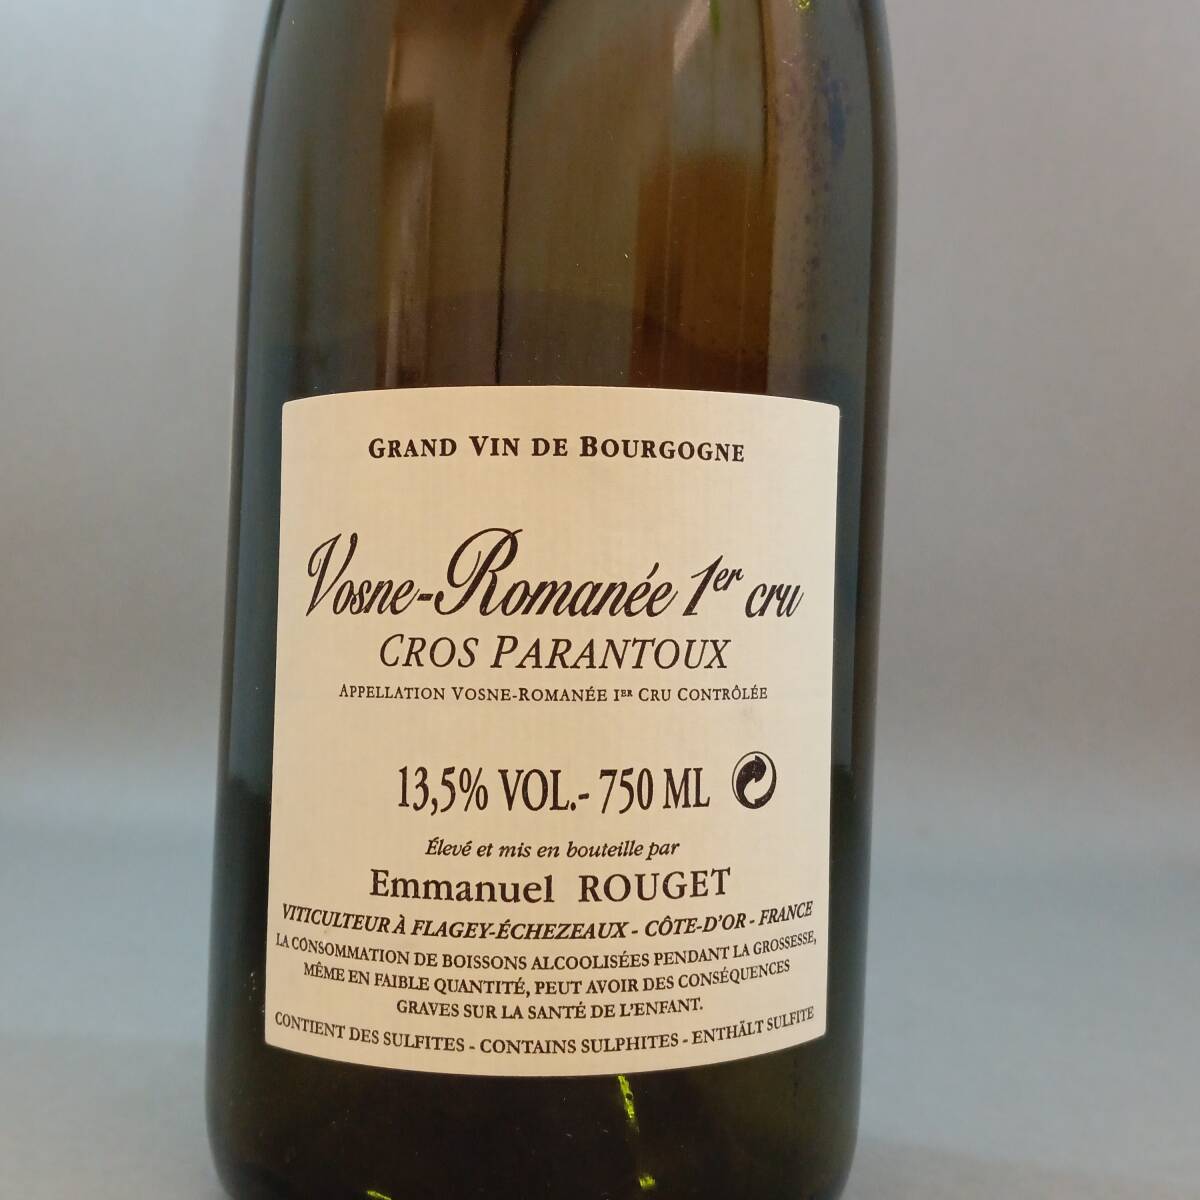 GRAND VIN DE BOURGOGNE
Vosne-Romanée 1er cru
CROS PARANTOUX
APPELLATION VOSNE-ROMANÉE 1ER CRU CONTRÔLÉE
13,5% VOL.- 750 ML
Élevé et mis en bouteille par
Emmanuel ROUGET
VITICULTEUR À FLAGEY-ÉCHEZEAUX - CÔTE-D'OR - FRANCE
LA CONSOMMATION DE BOISSONS ALCOOLISÉES PENDANT LA GROSSESSE,
MÊME EN FAIBLE QUANTITÉ, PEUT AVOIR DES CONSÉQUENCES
GRAVES SUR LA SANTÉ DE L'ENFANT.
CONTIENT DES SULFITES - CONTAINS SULPHITES - ENTHÄLT SULFITE